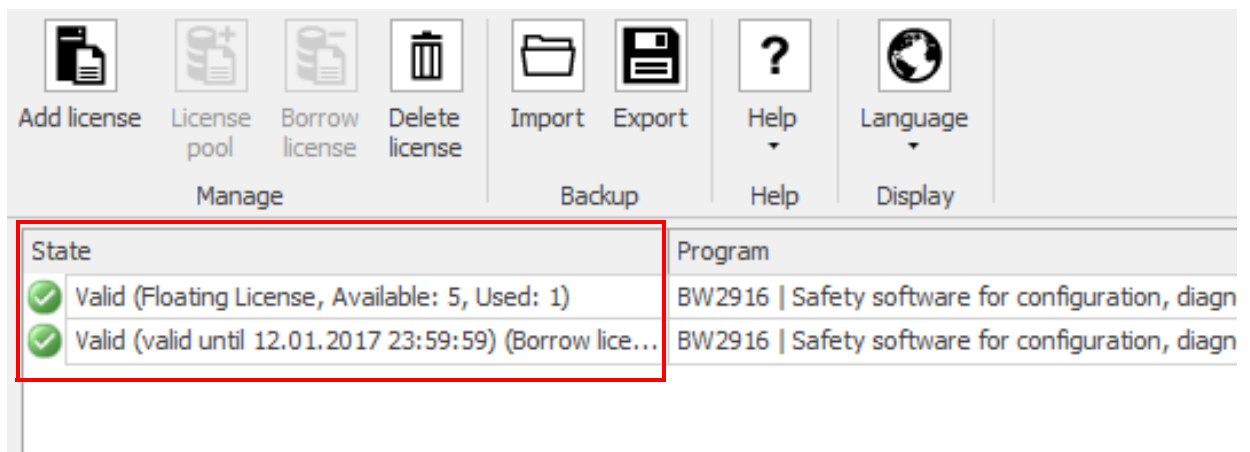 Add license
License pool
Borrow license
Delete license
Import
Export
Help
Language
Manage
Backup
Help
Display
State
Program
Valid (Floating License, Available: 5, Used: 1)
BW2916 | Safety software for configuration, diagn
Valid (valid until 12.01.2017 23:59:59) (Borrow lice...
BW2916 | Safety software for configuration, diagn